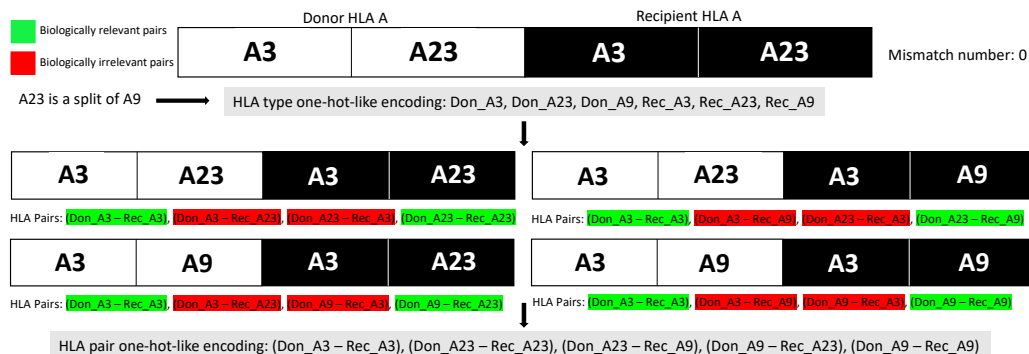 Donor HLA A
Recipient HLA A
Biologically relevant pairs
Biologically irrelevant pairs
A3 A23 A3 A23
Mismatch number: 0
A23 is a split of A9
HLA type one-hot-like encoding: Don_A3, Don_A23, Don_A9, Rec_A3, Rec_A23, Rec_A9
A3 A23 A3 A23
HLA Pairs: (Don_A3 – Rec_A3), (Don_A3 – Rec_A23), (Don_A23 – Rec_A3), (Don_A23 – Rec_A23)
A3 A23 A3 A9
HLA Pairs: (Don_A3 – Rec_A3), (Don_A3 – Rec_A9), (Don_A23 – Rec_A3), (Don_A23 – Rec_A9)
A3 A9 A3 A23
HLA Pairs: (Don_A3 – Rec_A3), (Don_A3 – Rec_A23), (Don_A9 – Rec_A3), (Don_A9 – Rec_A23)
A3 A9 A3 A9
HLA Pairs: (Don_A3 – Rec_A3), (Don_A3 – Rec_A9), (Don_A9 – Rec_A3), (Don_A9 – Rec_A9)
HLA pair one-hot-like encoding: (Don_A3 – Rec_A3), (Don_A23 – Rec_A23), (Don_A23 – Rec_A9), (Don_A9 – Rec_A23), (Don_A9 – Rec_A9)